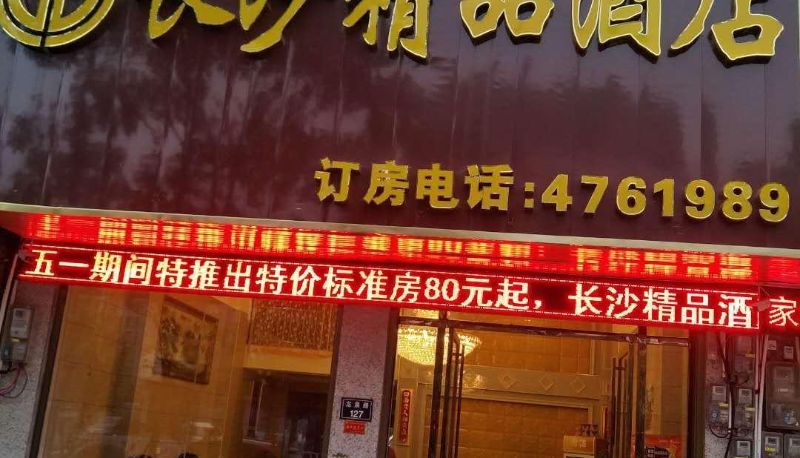 长沙精品酒店
订房电话:4761989
五一期间特推出特价标准房80元起，长沙精品酒
家
127